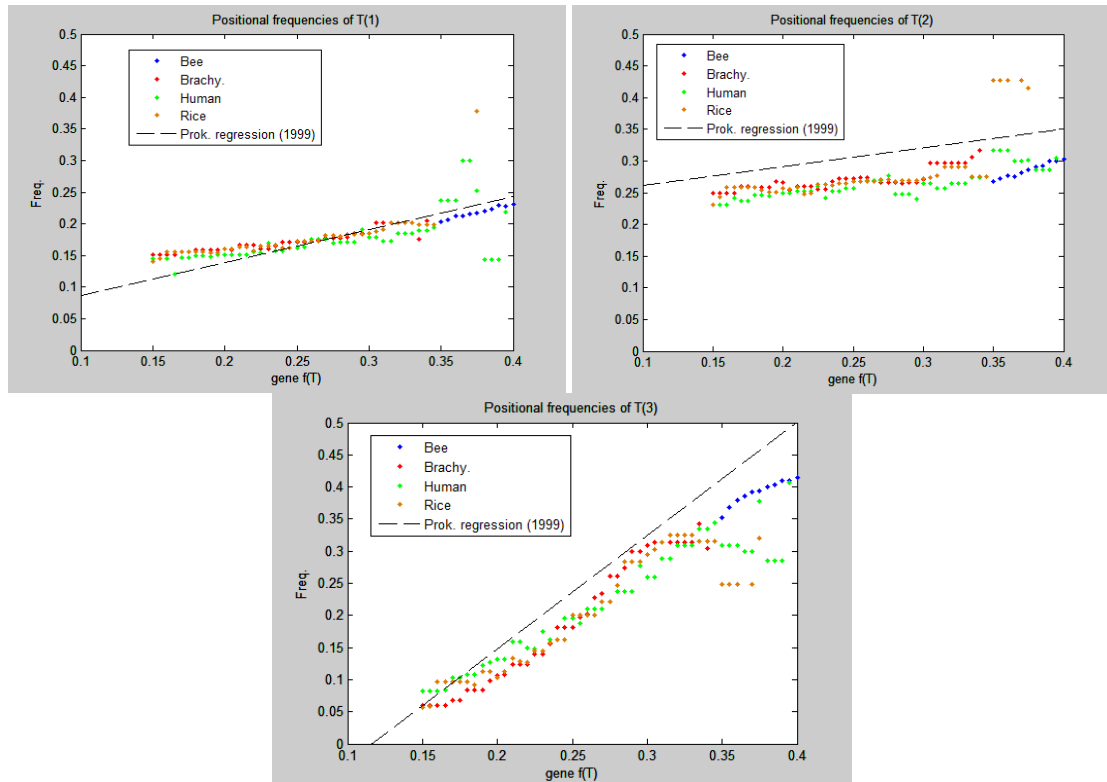 Positional frequencies of T(1)
0.5
0.45
0.4
0.35
0.3
0.25
0.2
0.15
0.1
0.05
0
Freq.
Bee
Brachy.
Human
Rice
Prok. regression (1999)
0.1
0.15
0.2
0.25
0.3
0.35
0.4
gene f(T)
Positional frequencies of T(2)
0.5
0.45
0.4
0.35
0.3
0.25
0.2
0.15
0.1
0.05
0
Freq.
Bee
Brachy.
Human
Rice
Prok. regression (1999)
0.1
0.15
0.2
0.25
0.3
0.35
0.4
gene f(T)
Positional frequencies of T(3)
0.5
0.45
0.4
0.35
0.3
0.25
0.2
0.15
0.1
0.05
0
Freq.
Bee
Brachy.
Human
Rice
Prok. regression (1999)
0.1
0.15
0.2
0.25
0.3
0.35
0.4
gene f(T)